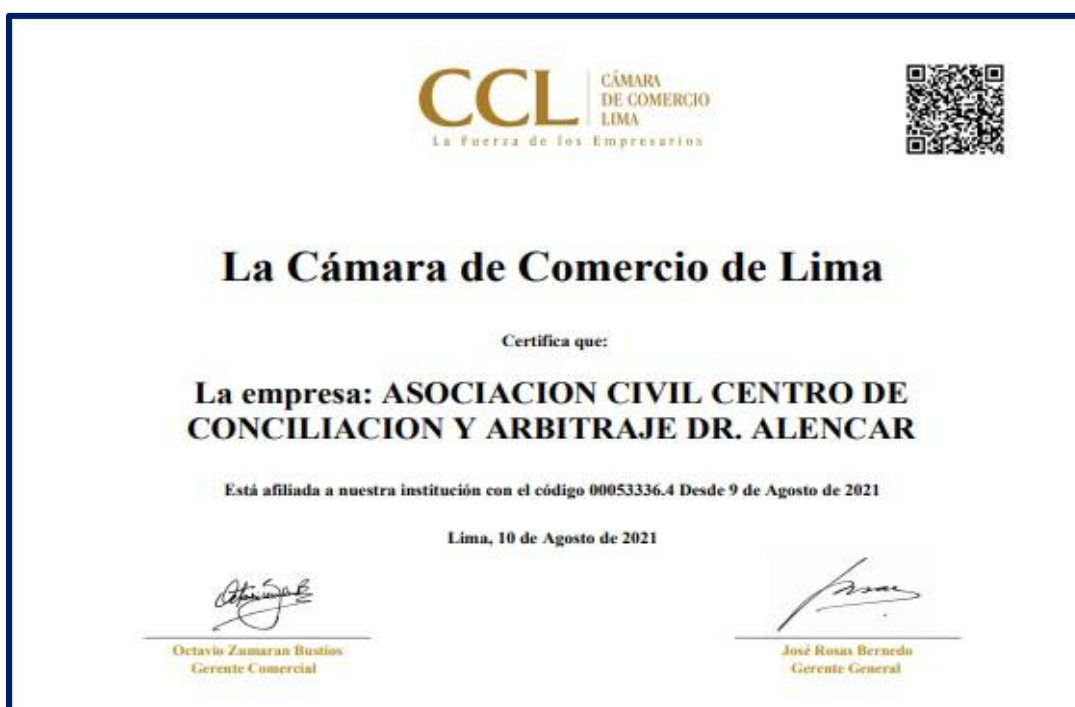 CCL
CÁMARA
DE COMERCIO
LIMA
La Fuerza de los Empresarios
La Cámara de Comercio de Lima
Certifica que:
La empresa: ASOCIACION CIVIL CENTRO DE
CONCILIACION Y ARBITRAJE DR. ALENCAR
Está afiliada a nuestra institución con el código 00053336.4 Desde 9 de Agosto de 2021
Lima, 10 de Agosto de 2021
Octavio Zumaran Bustíos
Gerente Comercial
José Rosas Bernedo
Gerente General